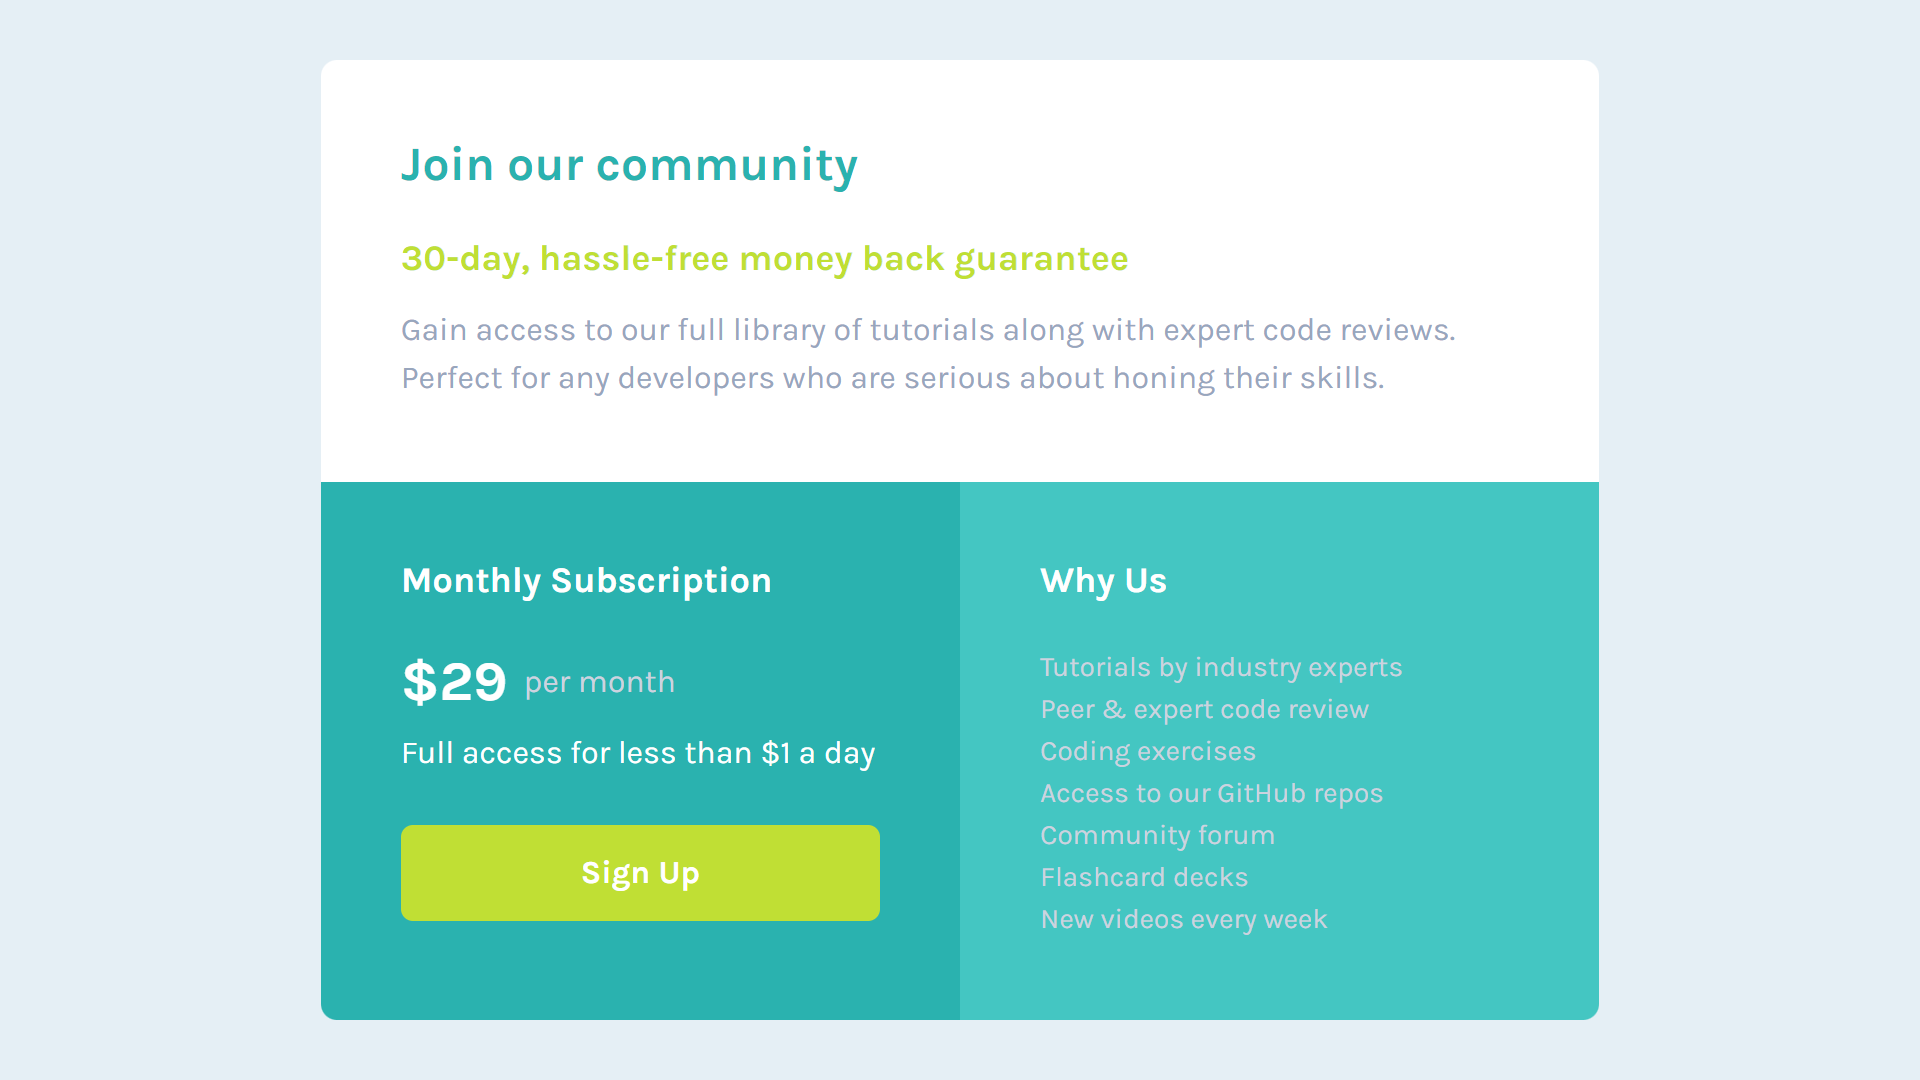 Join our community
30-day, hassle-free money back guarantee
Gain access to our full library of tutorials along with expert code reviews.
Perfect for any developers who are serious about honing their skills.
Monthly Subscription
$29 per month
Full access for less than $1 a day
Sign Up
Why Us
Tutorials by industry experts
Peer & expert code review
Coding exercises
Access to our GitHub repos
Community forum
Flashcard decks
New videos every week